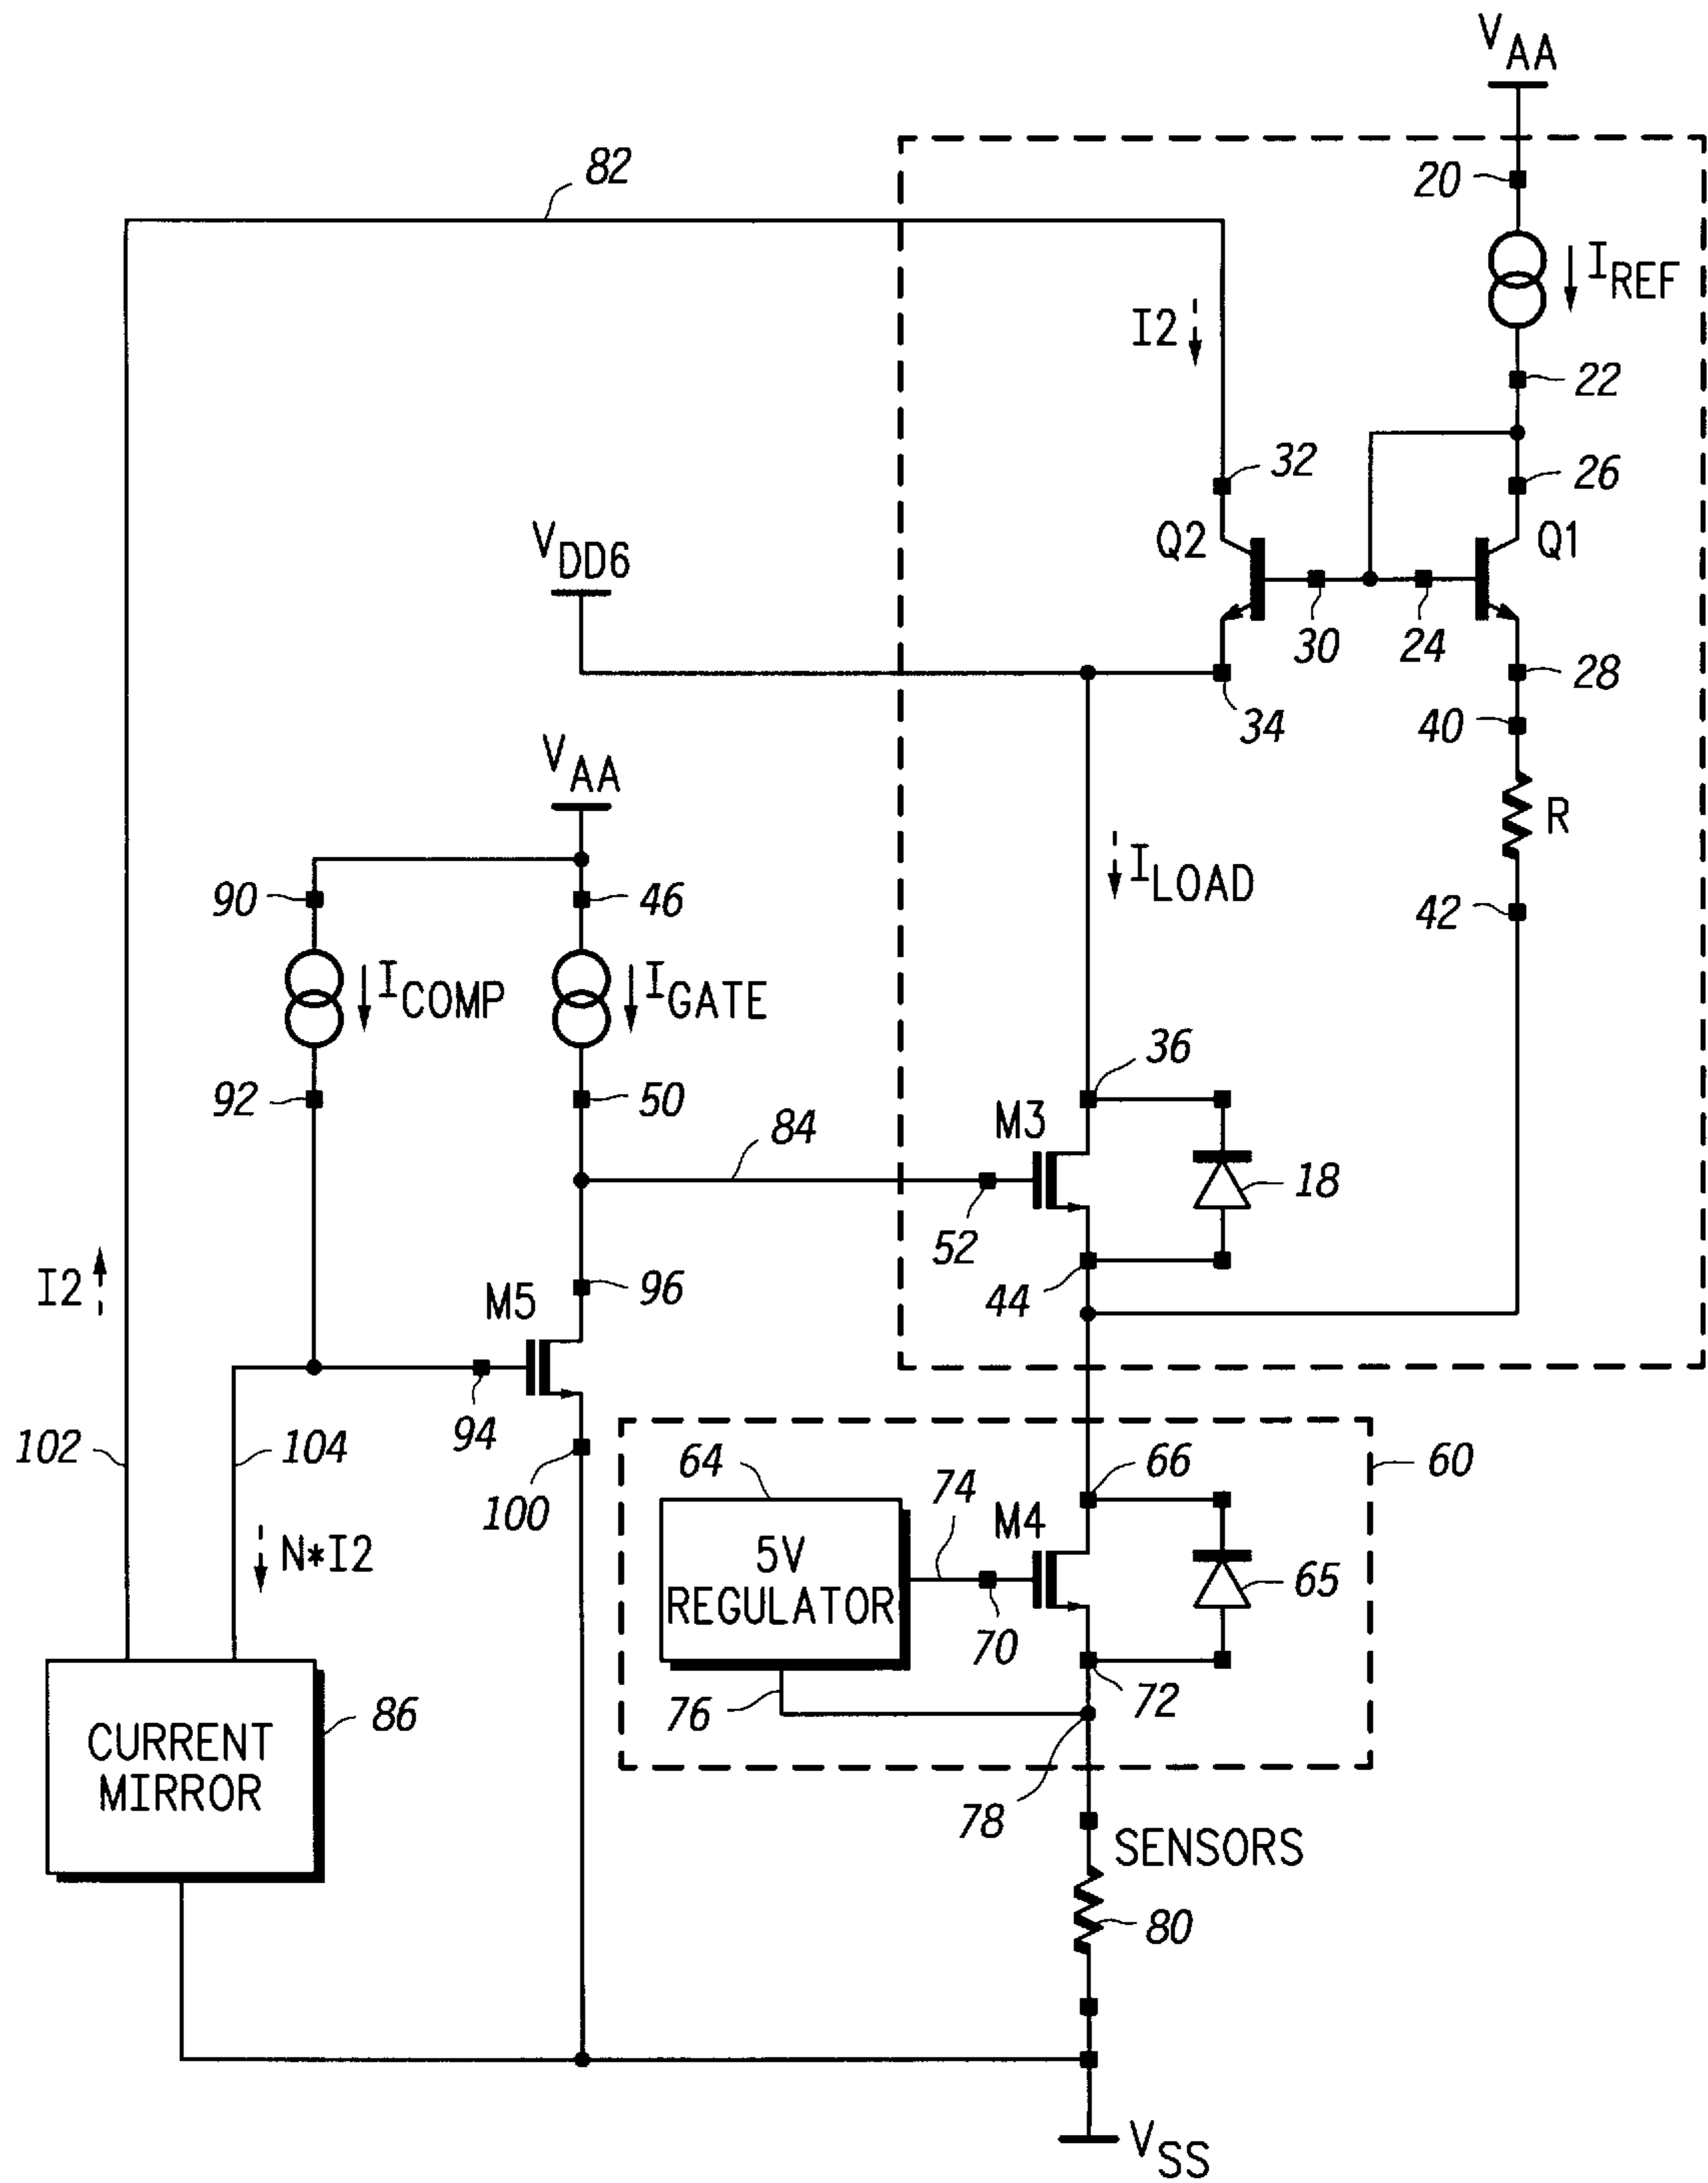 VAA
82
20
IREF
I2
22
32
26
VDD6
Q2
Q1
30
24
28
34
40
VAA
R
ILOAD
90
46
42
ICOMP
IGATE
36
92
50
84
M3
18
52
I2
M5
96
44
102
104
94
64
74
66
60
100
M4
N*I2
5V
REGULATOR
65
70
76
72
86
CURRENT
MIRROR
78
SENSORS
80
VSS